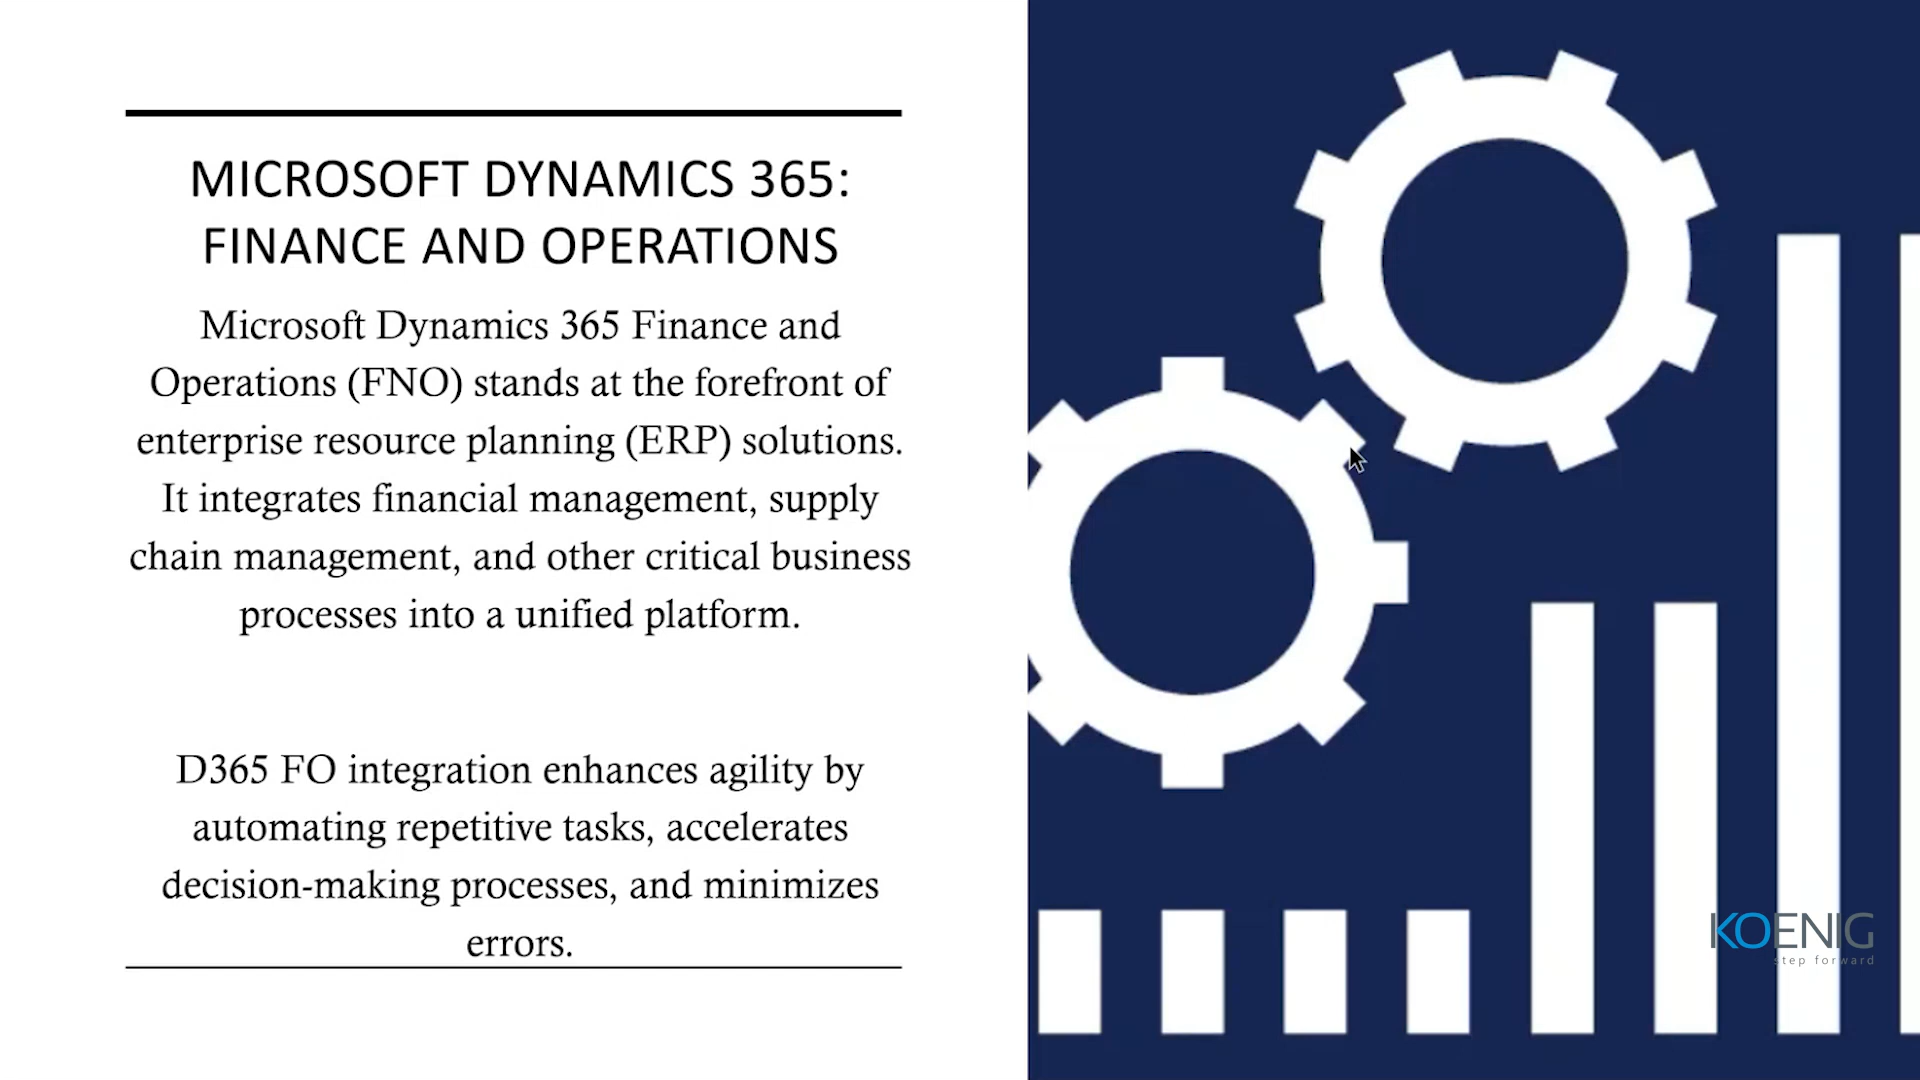 MICROSOFT DYNAMICS 365:
FINANCE AND OPERATIONS
Microsoft Dynamics 365 Finance and
Operations (FNO) stands at the forefront of
enterprise resource planning (ERP) solutions.
It integrates financial management, supply
chain management, and other critical business
processes into a unified platform.
D365 FO integration enhances agility by
automating repetitive tasks, accelerates
decision-making processes, and minimizes
errors.
KOENIG
step forward